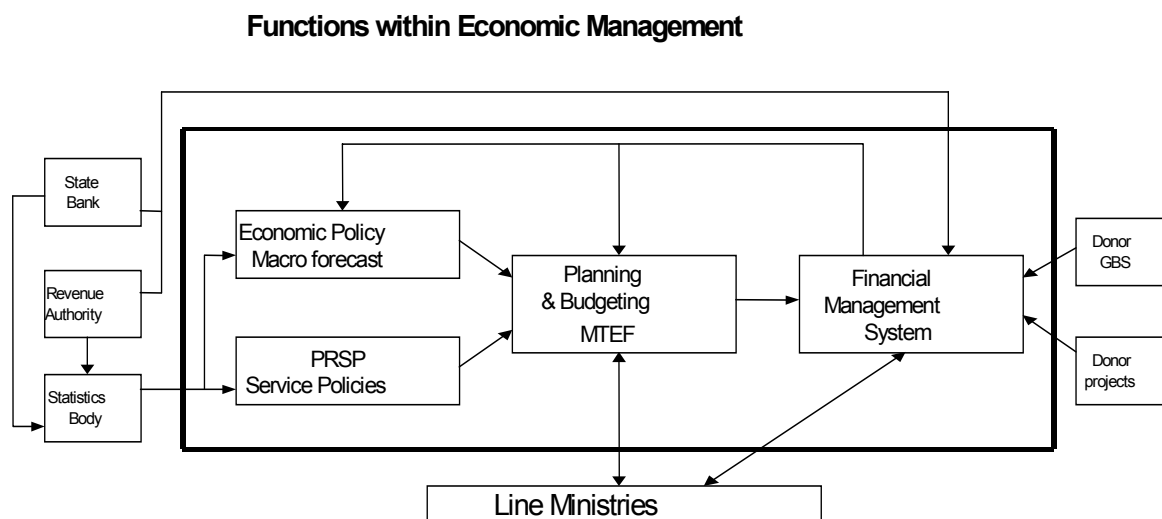 Functions within Economic Management
State
Bank
Revenue
Authority
Statistics
Body
Economic Policy
Macro forecast
PRSP
Service Policies
Planning
& Budgeting
MTEF
Financial
Management
System
Donor
GBS
Donor
projects
Line Ministries